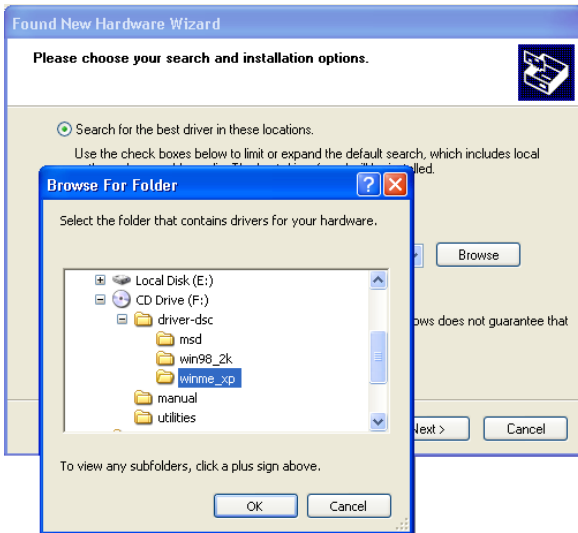 Found New Hardware Wizard
Please choose your search and installation options.
Search for the best driver in these locations.
Use the check boxes below to limit or expand the default search, which includes local
lled.
Browse For Folder
Select the folder that contains drivers for your hardware.
Browse
Local Disk (E:)
CD Drive (F:)
driver-dsc
ows does not guarantee that
msd
win98_2k
winme_xp
manual
utilities
Next >
Cancel
To view any subfolders, click a plus sign above.
OK
Cancel